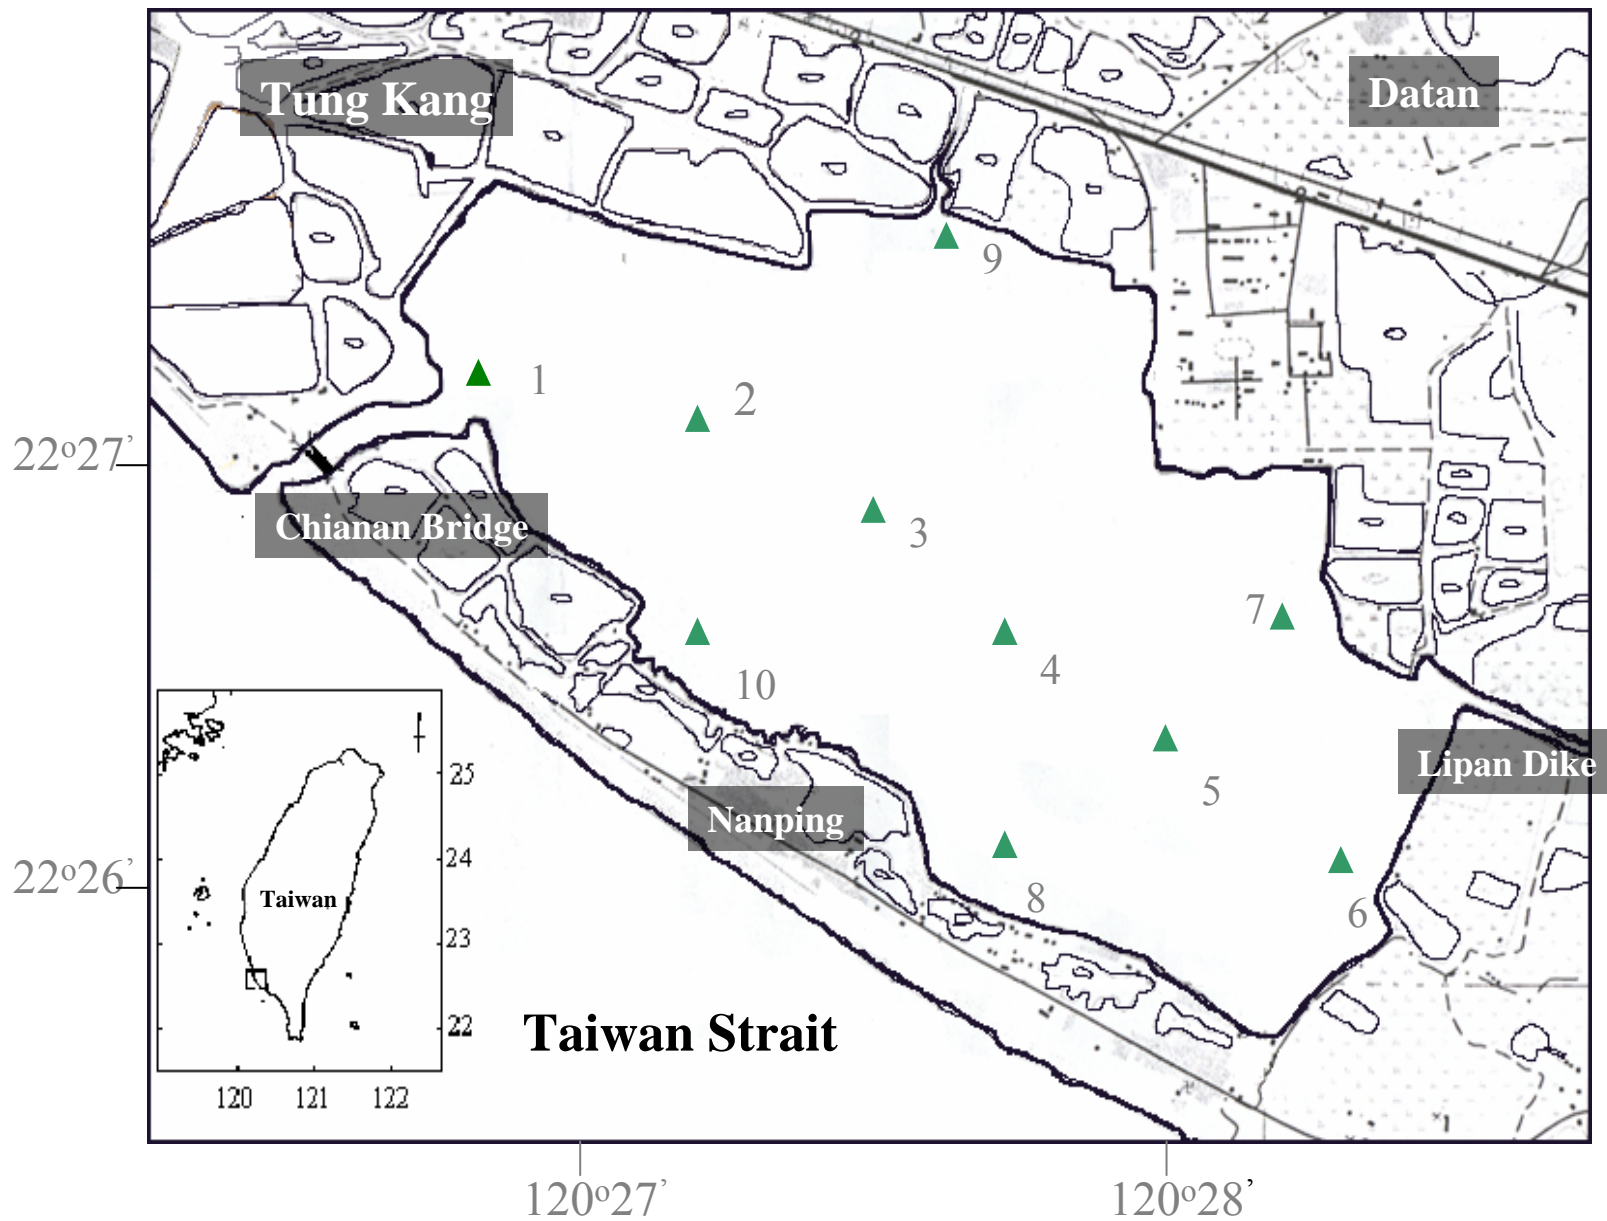 Tung Kang
Datan
9
1
2
22°27’
3
Chianan Bridge
7
10
4
Lipan Dike
5
Nanping
22°26’
8
6
25
24
Taiwan
23
22
120 121 122
Taiwan Strait
120°27’
120°28’